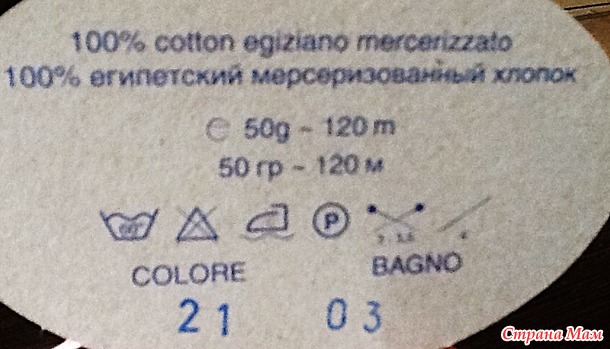 100% cotton egiziano mercerizzato
100% египетский мерсеризованный хлопок
℮ 50g - 120 m
50 гр - 120 м
P
COLORE BAGNO
21 03
Страна Мам